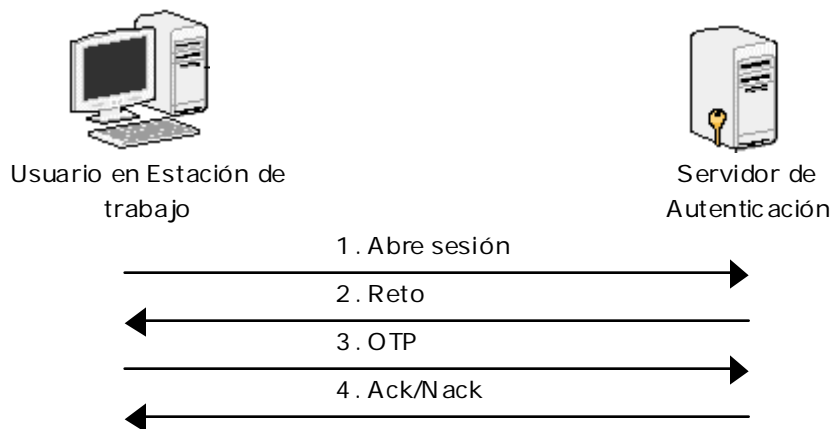 Usuario en Estación de
trabajo
Servidor de
Autenticación
1. Abre sesión
2. Reto
3. OTP
4. Ack/Nack